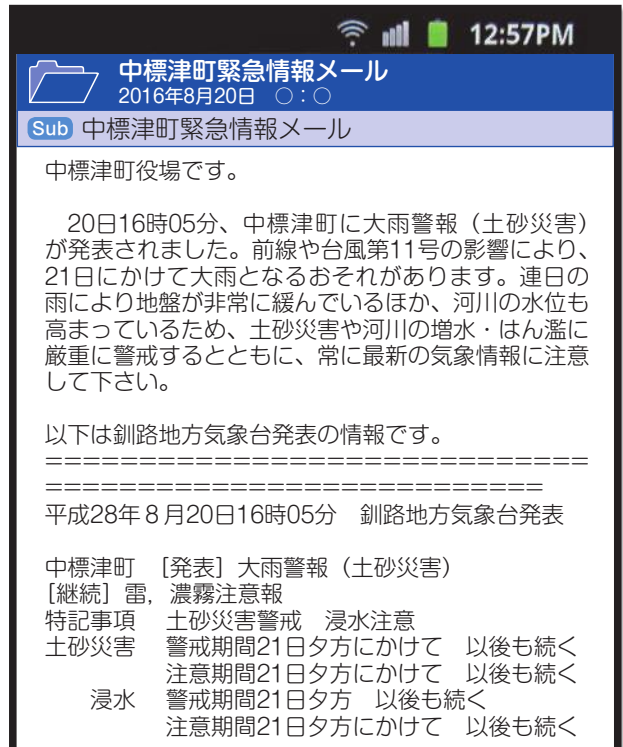 12:57PM
中標津町緊急情報メール
2016年8月20日　○：○
Sub 中標津町緊急情報メール
中標津町役場です。
　20日16時05分、中標津町に大雨警報（土砂災害）
が発表されました。前線や台風第11号の影響により、
21日にかけて大雨となるおそれがあります。連日の
雨により地盤が非常に緩んでいるほか、河川の水位も
高まっているため、土砂災害や河川の増水・はん濫に
厳重に警戒するとともに、常に最新の気象情報に注意
して下さい。
以下は釧路地方気象台発表の情報です。
=============================
===========================
平成28年８月20日16時05分　釧路地方気象台発表
中標津町　［発表］大雨警報（土砂災害）
［継続］雷，濃霧注意報
特記事項　土砂災害警戒　浸水注意
土砂災害　警戒期間21日夕方にかけて　以後も続く
注意期間21日夕方にかけて　以後も続く
浸水　警戒期間21日夕方　以後も続く
注意期間21日夕方にかけて　以後も続く